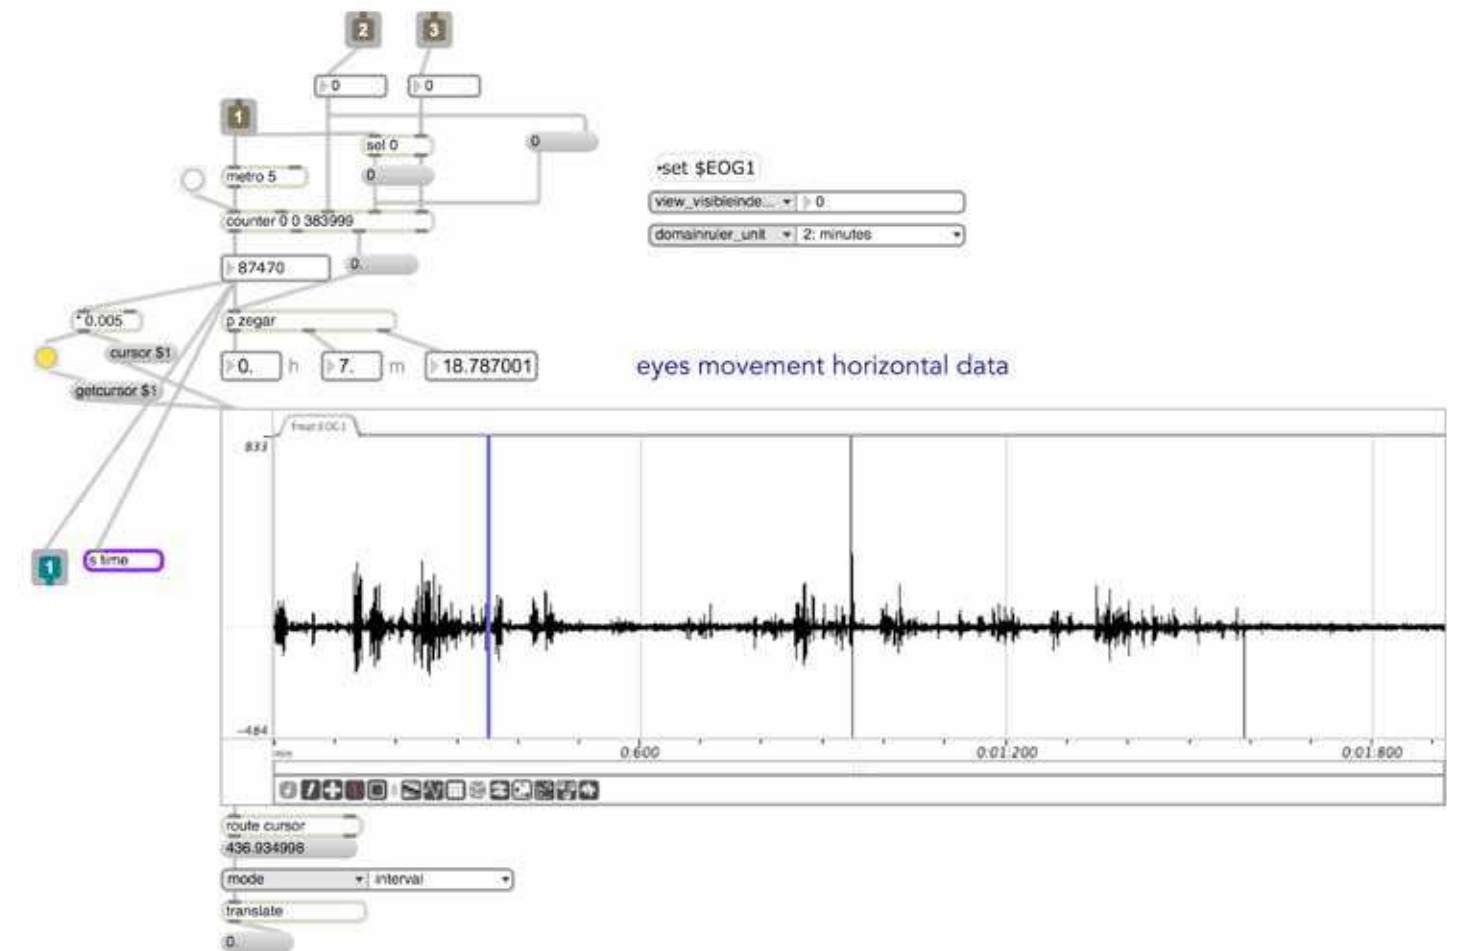 2
3
0
0
1
sel 0
0
metro 5
0
set $EOG1
counter 0 0 383999
view_visibleinde...
0
domainruler_unit
2: minutes
87470
0.
* 0.005
p zegar
cursor $1
0.
h
7.
m
18.787001
eyes movement horizontal data
getcursor $1
833
1
s time
-484
min
0:600
0:01:200
0:01:800
route cursor
436.934998
mode
interval
translate
0.